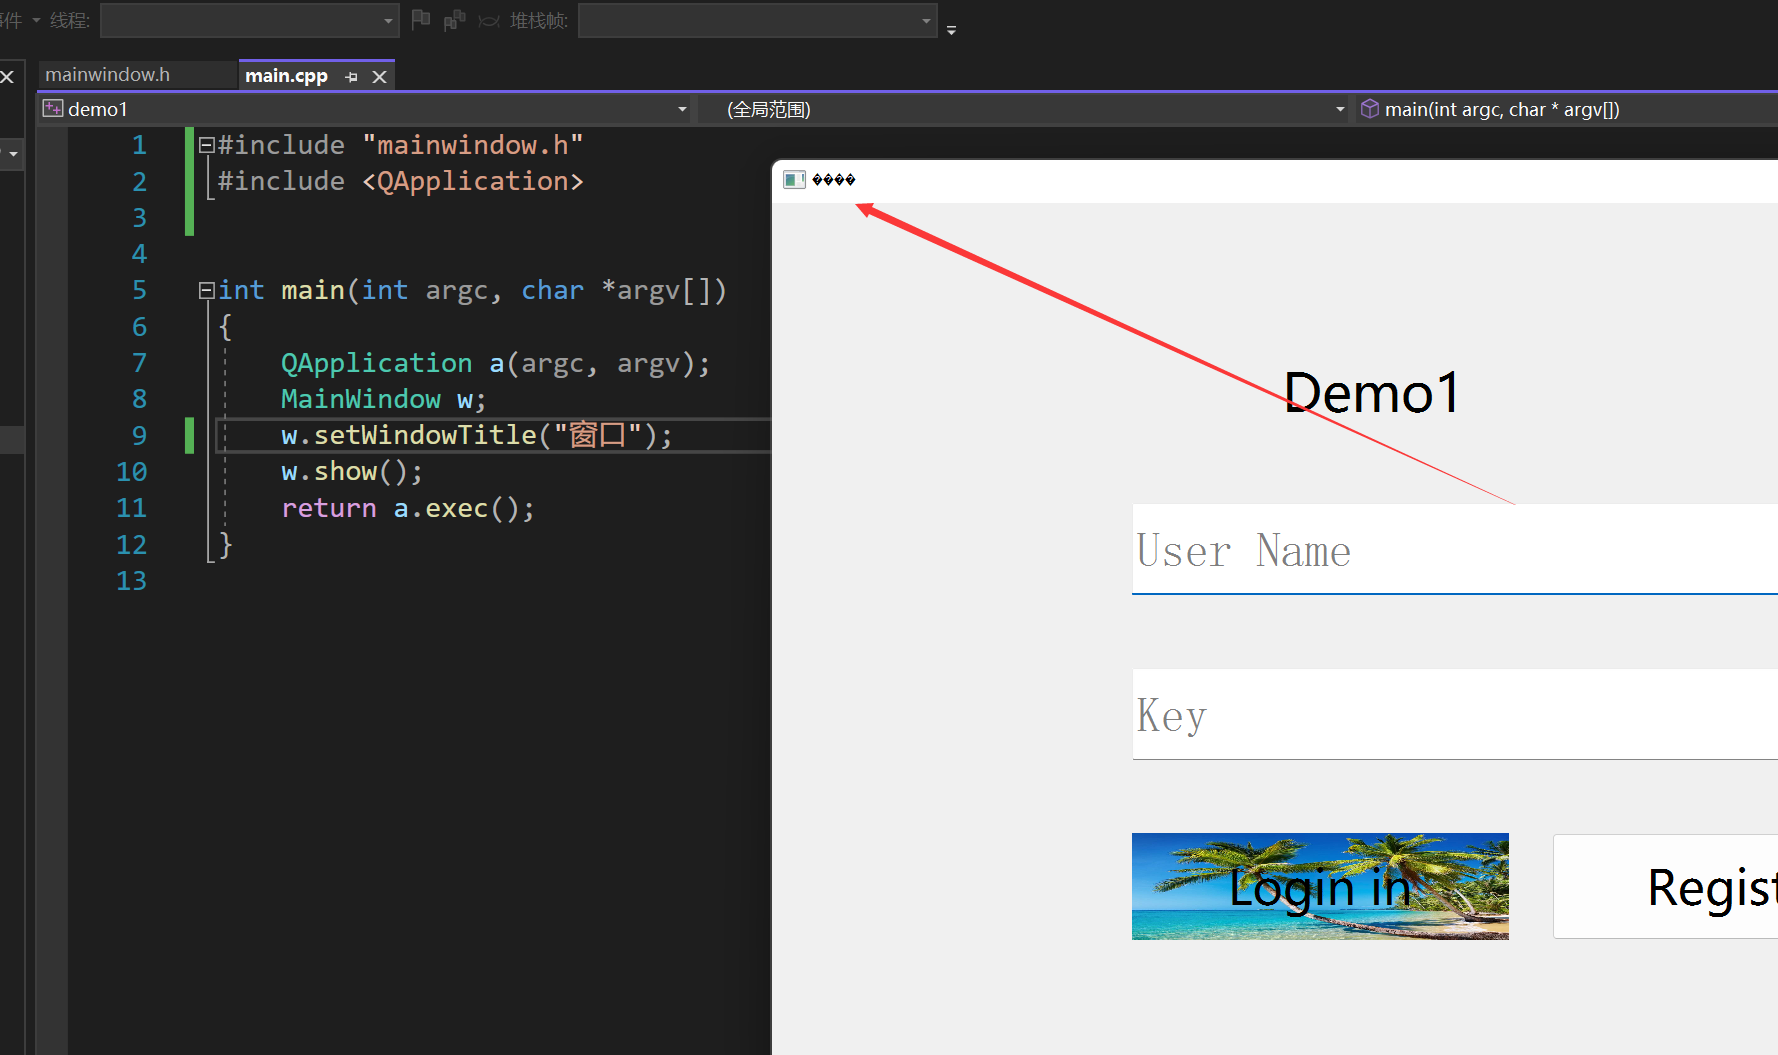 线程:
堆栈帧:
mainwindow.h
main.cpp
demo1
(全局范围)
main(int argc, char * argv[])
1 #include "mainwindow.h"
2 #include <QApplication>
3
4
5 int main(int argc, char *argv[])
6 {
7 QApplication a(argc, argv);
8 MainWindow w;
9 w.setWindowTitle("窗口");
10 w.show();
11 return a.exec();
12 }
13
����
Demo1
User Name
Key
Login in
Regist